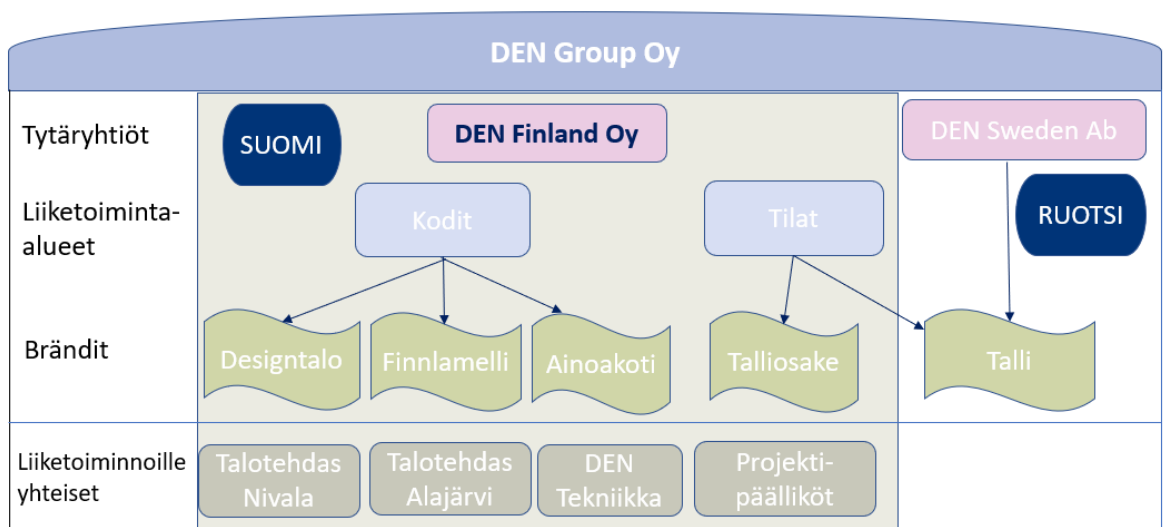 DEN Group Oy
Tytäryhtiöt
SUOMI
DEN Finland Oy
DEN Sweden Ab
Liiketoiminta-
alueet
Kodit
Tilat
RUOTSI
Brändit
Designtalo
Finnlamelli
Ainoakoti
Talliosake
Talli
Liiketoiminnoille
yhteiset
Talotehdas
Nivala
Talotehdas
Alajärvi
DEN
Tekniikka
Projekti-
päälliköt